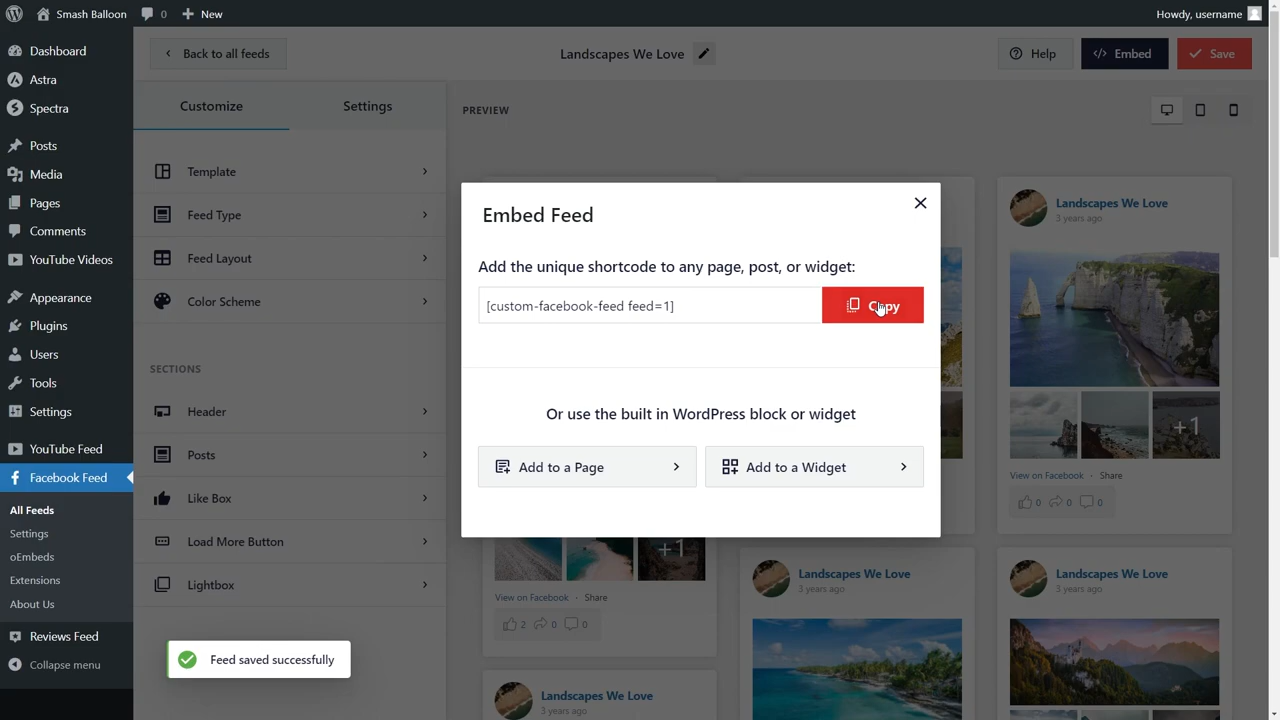 Smash Balloon
0
New
Howdy, username
Dashboard
Astra
Spectra
Posts
Media
Pages
Comments
YouTube Videos
Appearance
Plugins
Users
Tools
Settings
YouTube Feed
Facebook Feed
All Feeds
Settings
oEmbeds
Extensions
About Us
Reviews Feed
Collapse menu
Back to all feeds
Landscapes We Love
Help
Embed
Save
Customize
Settings
Template
Feed Type
Feed Layout
Color Scheme
SECTIONS
Header
Posts
Like Box
Load More Button
Lightbox
Feed saved successfully
PREVIEW
Embed Feed
Add the unique shortcode to any page, post, or widget:
[custom-facebook-feed feed=1]
Copy
Or use the built in WordPress block or widget
Add to a Page
Add to a Widget
Landscapes We Love
3 years ago
+1
View on Facebook · Share
0 0 0
+1
View on Facebook · Share
2 0 0
Landscapes We Love
3 years ago
Landscapes We Love
3 years ago
Landscapes We Love
3 years ago